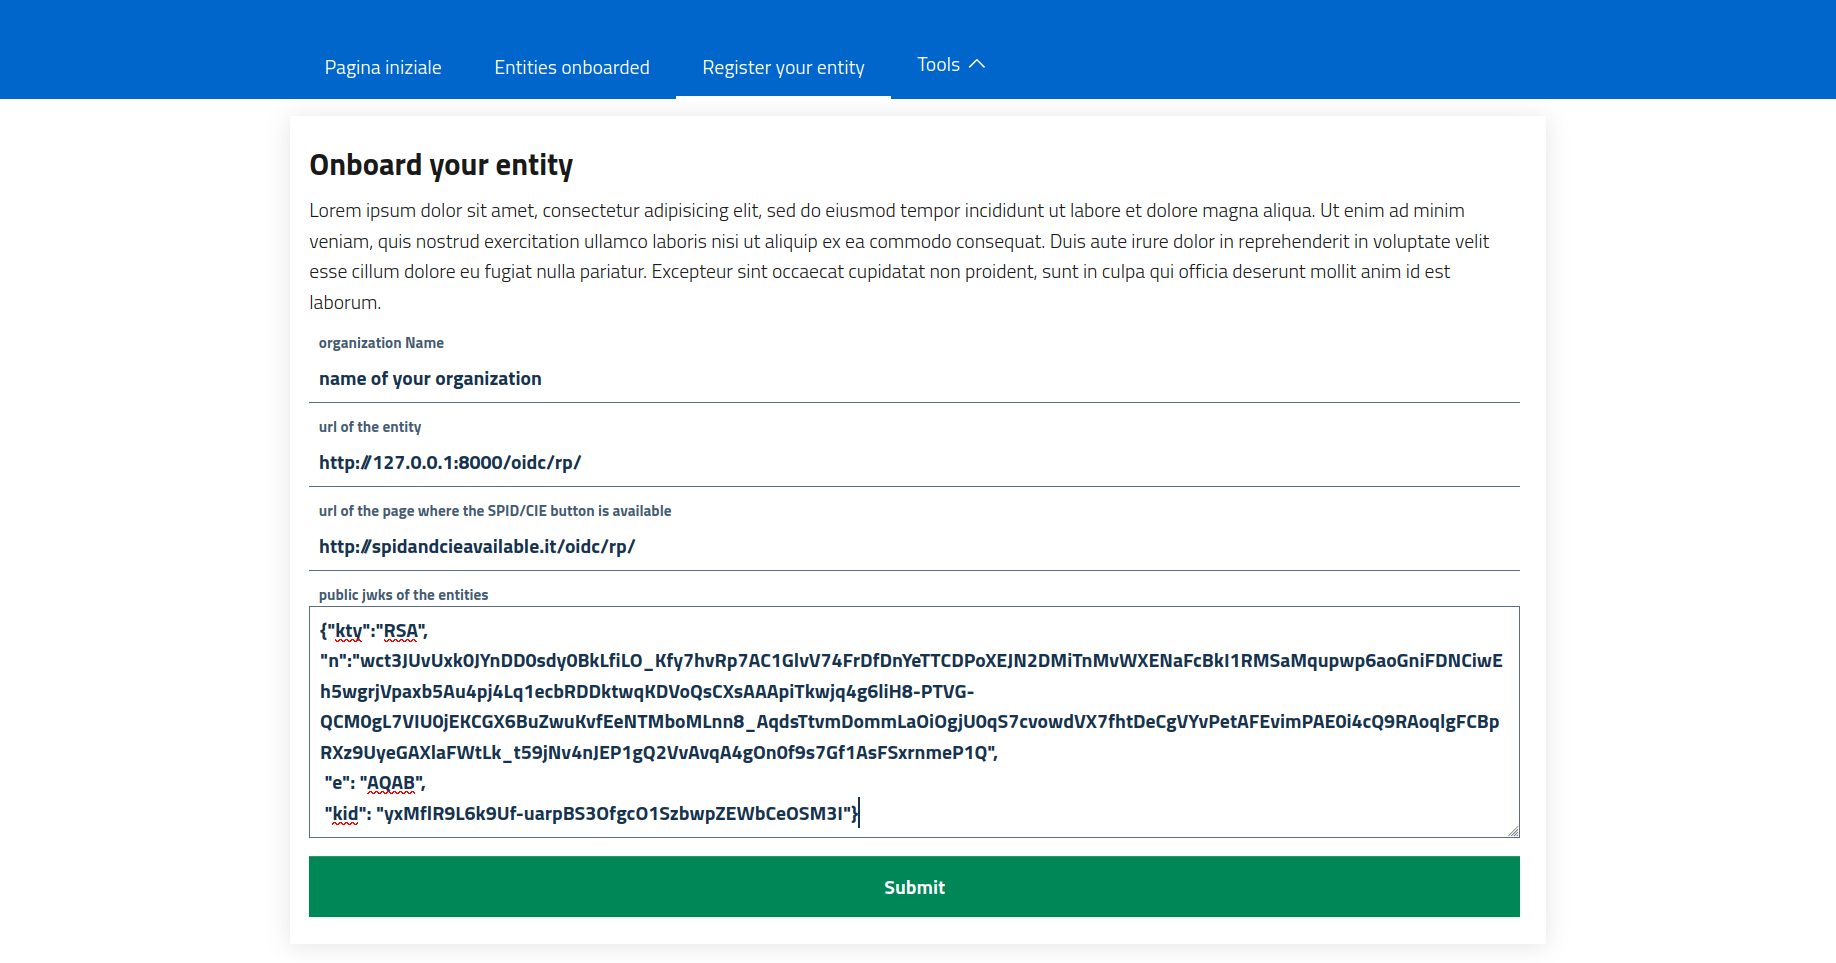 Pagina iniziale Entities onboarded Register your entity Tools
Onboard your entity
Lorem ipsum dolor sit amet, consectetur adipisicing elit, sed do eiusmod tempor incididunt ut labore et dolore magna aliqua. Ut enim ad minim
veniam, quis nostrud exercitation ullamco laboris nisi ut aliquip ex ea commodo consequat. Duis aute irure dolor in reprehenderit in voluptate velit
esse cillum dolore eu fugiat nulla pariatur. Excepteur sint occaecat cupidatat non proident, sunt in culpa qui officia deserunt mollit anim id est
laborum.
organization Name
name of your organization
url of the entity
http://127.0.0.1:8000/oidc/rp/
url of the page where the SPID/CIE button is available
http://spidandcieavailable.it/oidc/rp/
public jwks of the entities
{"kty":"RSA",
"n":"wct3JUvUxk0JYnDD0sdy0BkLfiLO_Kfy7hvRp7AC1GlvV74FrDfDnYeTTCDPoXEJN2DMiTnMvWXENaFcBkI1RMSaMqupwp6aoGniFDNCiwE
h5wgrjVpaxb5Au4pj4Lq1ecbRDDktwqKDVoQsCXsAAApiTkwjq4g6liH8-PTVG-
QCM0gL7VIU0jEKCGX6BuZwuKvfEeNTMboMLnn8_AqdsTtvmDommLaOiOgjU0qS7cvowdVX7fhtDeCgVYvPetAFEvimPAE0i4cQ9RAoqlgFCBp
RXz9UyeGAXlaFWtLk_t59jNv4nJEP1gQ2VvAvqA4gOn0f9s7Gf1AsFSxrnmeP1Q",
"e": "AQAB",
"kid": "yxMflR9L6k9Uf-uarpBS3OfgcO1SzbwpZEWbCeOSM3I"}
Submit